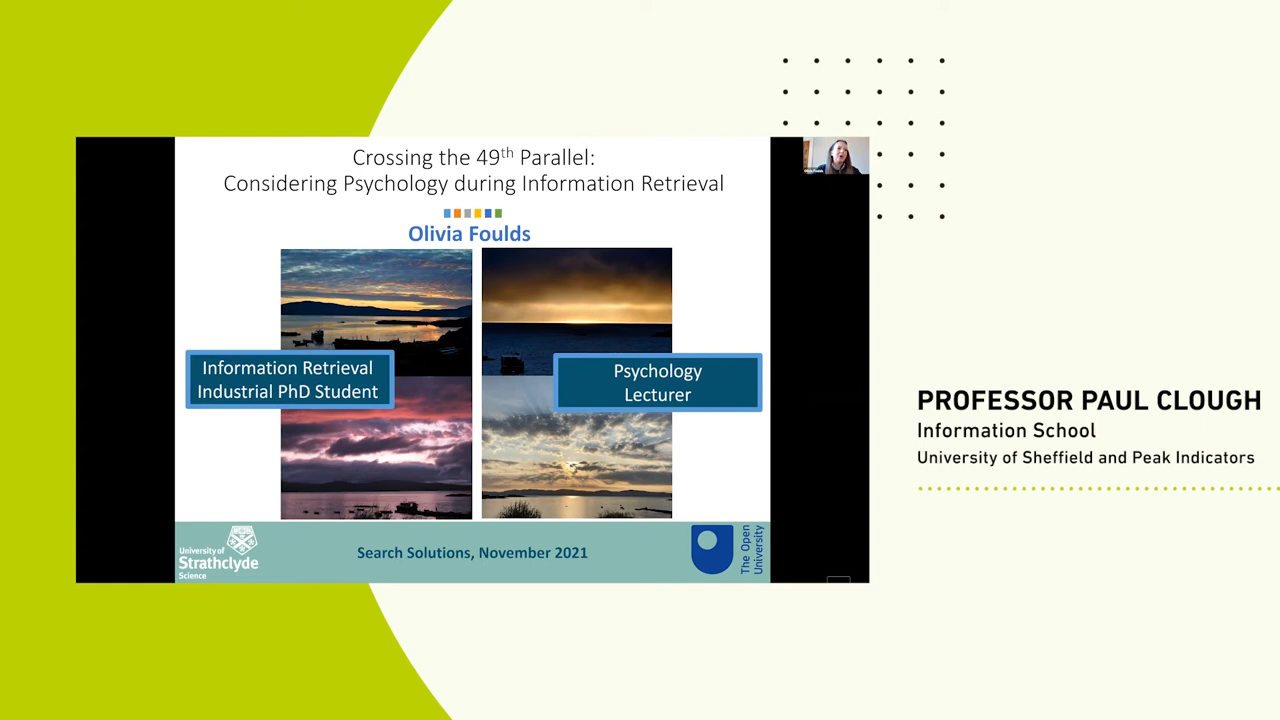 Crossing the 49th Parallel:
Considering Psychology during Information Retrieval
Olivia Foulds
Information Retrieval
Industrial PhD Student
Psychology
Lecturer
University of
Strathclyde
Science
Search Solutions, November 2021
The Open
University
Olivia Foulds
PROFESSOR PAUL CLOUGH
Information School
University of Sheffield and Peak Indicators